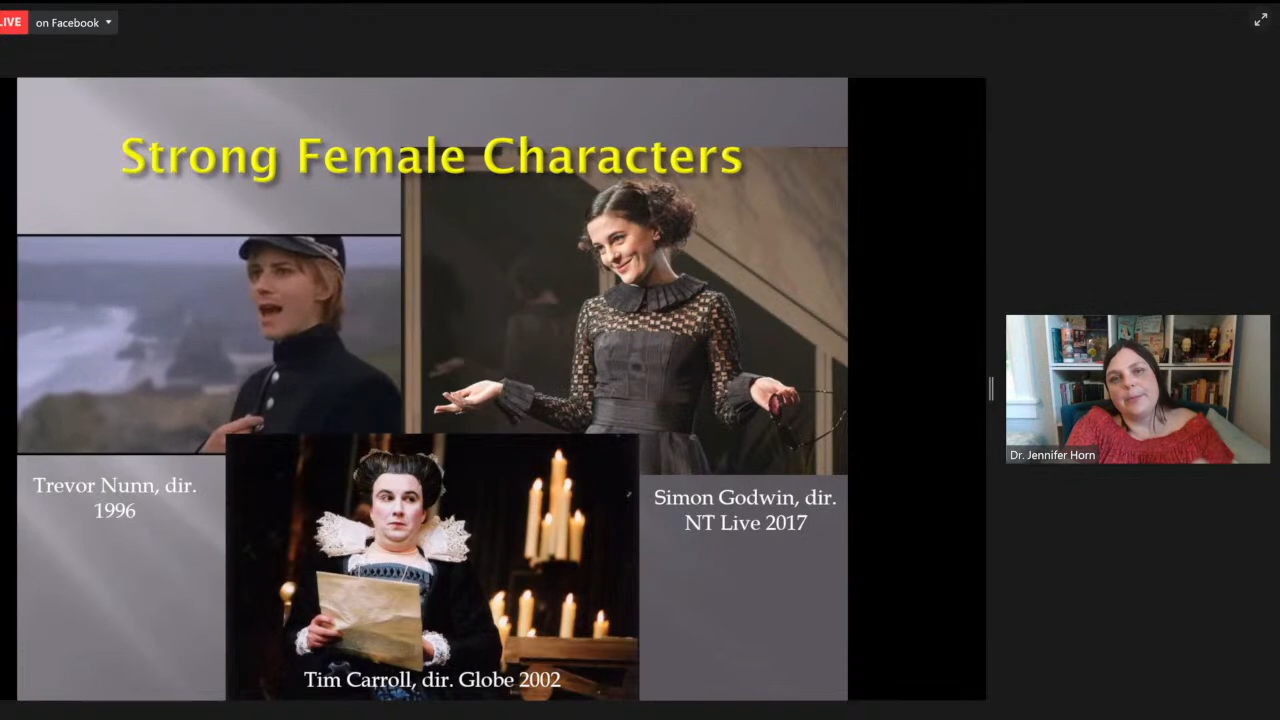 LIVE on Facebook
Strong Female Characters
Trevor Nunn, dir.
1996
Simon Godwin, dir.
NT Live 2017
Tim Carroll, dir. Globe 2002
Dr. Jennifer Horn